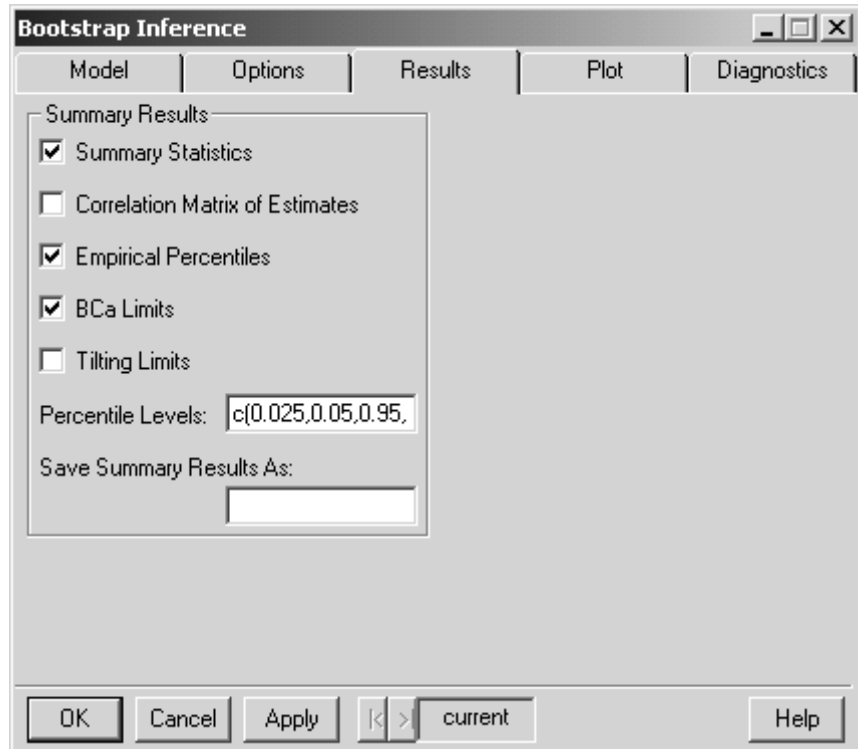 Bootstrap Inference
Model Options Results Plot Diagnostics
Summary Results
Summary Statistics
Correlation Matrix of Estimates
Empirical Percentiles
BCa Limits
Tilting Limits
Percentile Levels: c(0.025,0.05,0.95,
Save Summary Results As:
OK Cancel Apply |< >| current Help